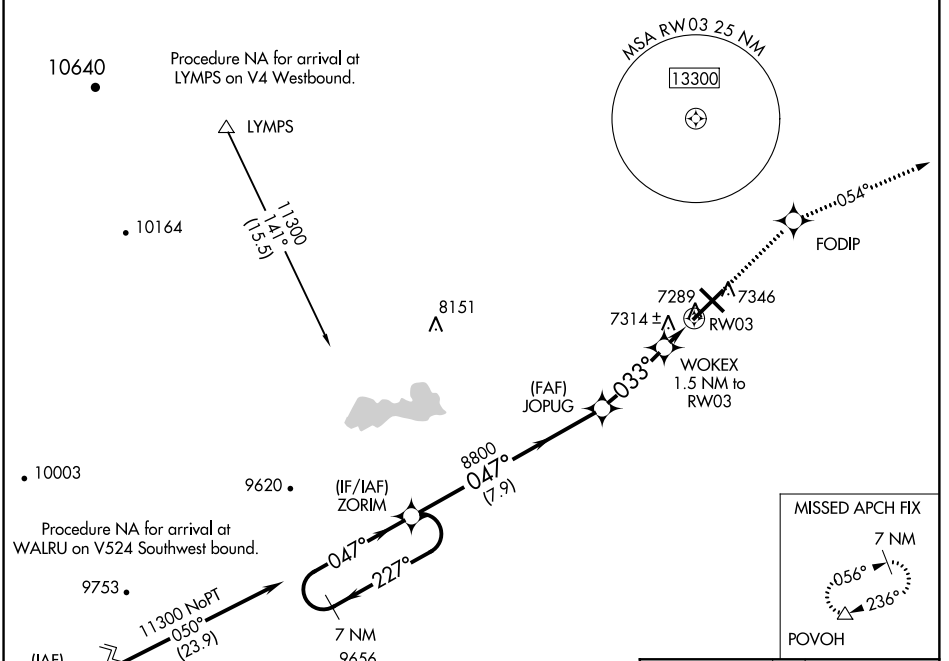 MSA RW03 25 NM
13300
10640
Procedure NA for arrival at
LYMPS on V4 Westbound.
LYMPS
11300
141°
(15.5)
10164
054°
FODIP
8151
7289
7346
7314 ±
RW03
WOKEX
1.5 NM to
RW03
033°
(FAF)
JOPUG
8800
047°
(7.9)
10003
9620
(IF/IAF)
ZORIM
Procedure NA for arrival at
WALRU on V524 Southwest bound.
047°
227°
9753
11300 NoPT
050°
(23.9)
7 NM
9656
(IAF)
MISSED APCH FIX
7 NM
056°
236°
POVOH